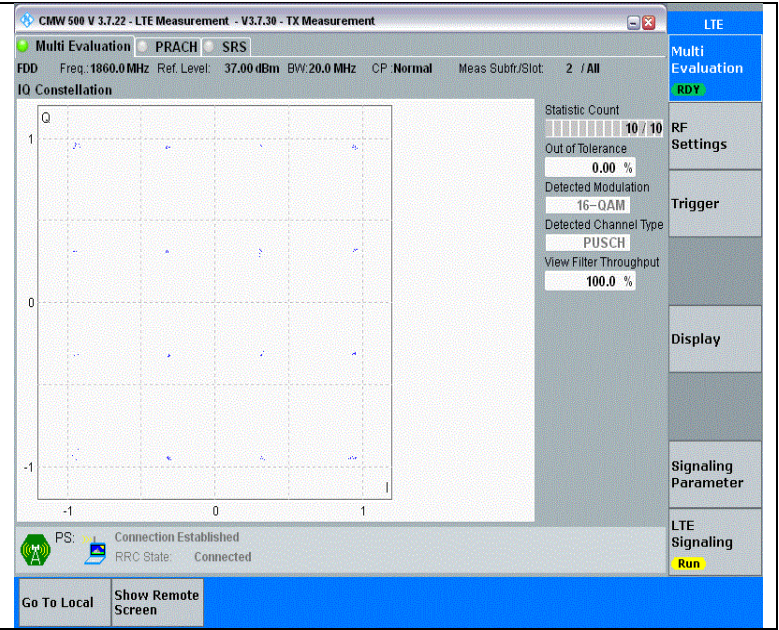 CMW 500 V 3.7.22 - LTE Measurement - V3.7.30 - TX Measurement
LTE
Multi Evaluation PRACH SRS
Multi
Evaluation
RDY
FDD Freq.: 1860.0 MHz Ref. Level: 37.00 dBm BW: 20.0 MHz CP : Normal Meas Subfr./Slot: 2 / All
IQ Constellation
Q
1
0
-1
-1 0 1
I
Statistic Count
10 / 10
Out of Tolerance
0.00 %
Detected Modulation
16-QAM
Detected Channel Type
PUSCH
View Filter Throughput
100.0 %
RF
Settings
Trigger
Display
Signaling
Parameter
LTE
Signaling
Run
PS: Connection Established
RRC State: Connected
Go To Local
Show Remote
Screen